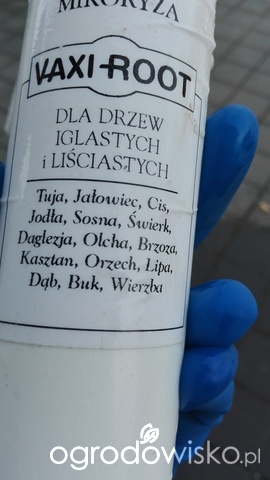 MIKORYZA
VAXI-ROOT
DLA DRZEW
IGLASTYCH
i LIŚCIASTYCH
Tuja, Jałowiec, Cis,
Jodła, Sosna, Świerk,
Daglezja, Olcha, Brzoza,
Kasztan, Orzech, Lipa,
Dąb, Buk, Wierzba
ogrodowisko.pl